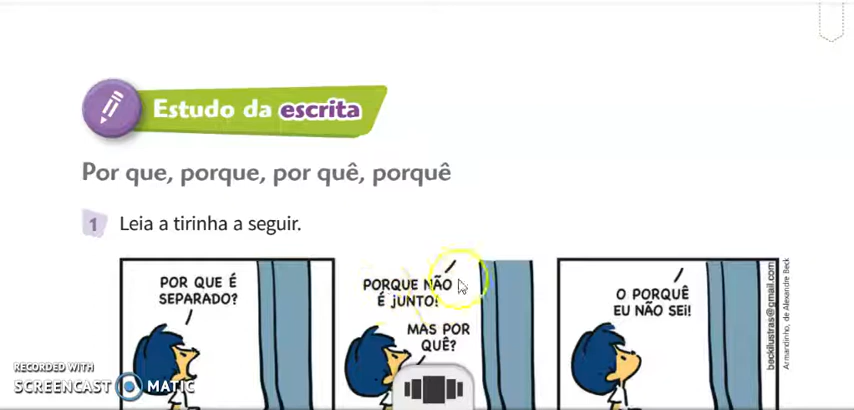 Estudo da escrita
Por que, porque, por quê, porquê
1 Leia a tirinha a seguir.
POR QUE É
SEPARADO?
PORQUE NÃO
É JUNTO!
MAS POR
QUÊ?
O PORQUÊ
EU NÃO SEI!
beckilustras@gmail.com
Armandinho, de Alexandre Beck
RECORDED WITH
SCREENCAST MATIC